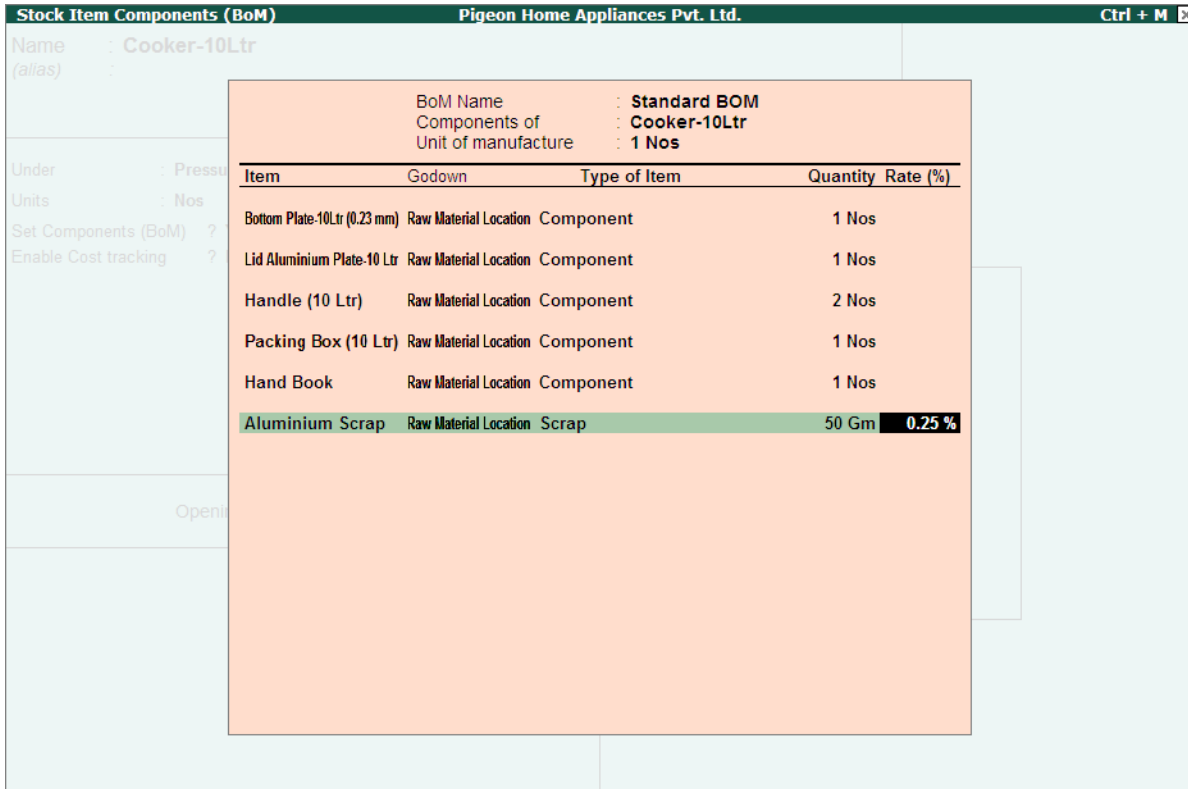 Stock Item Components (BoM) Pigeon Home Appliances Pvt. Ltd. Ctrl + M
Name : Cooker-10Ltr
(alias) :
BoM Name : Standard BOM
Components of : Cooker-10Ltr
Unit of manufacture : 1 Nos
Under : Pressu
Units : Nos
Set Components (BoM) ?
Enable Cost tracking ?
Item Godown Type of Item Quantity Rate (%)
Bottom Plate-10Ltr (0.23 mm) Raw Material Location Component 1 Nos
Lid Aluminium Plate-10 Ltr Raw Material Location Component 1 Nos
Handle (10 Ltr) Raw Material Location Component 2 Nos
Packing Box (10 Ltr) Raw Material Location Component 1 Nos
Hand Book Raw Material Location Component 1 Nos
Aluminium Scrap Raw Material Location Scrap 50 Gm 0.25 %
Openin